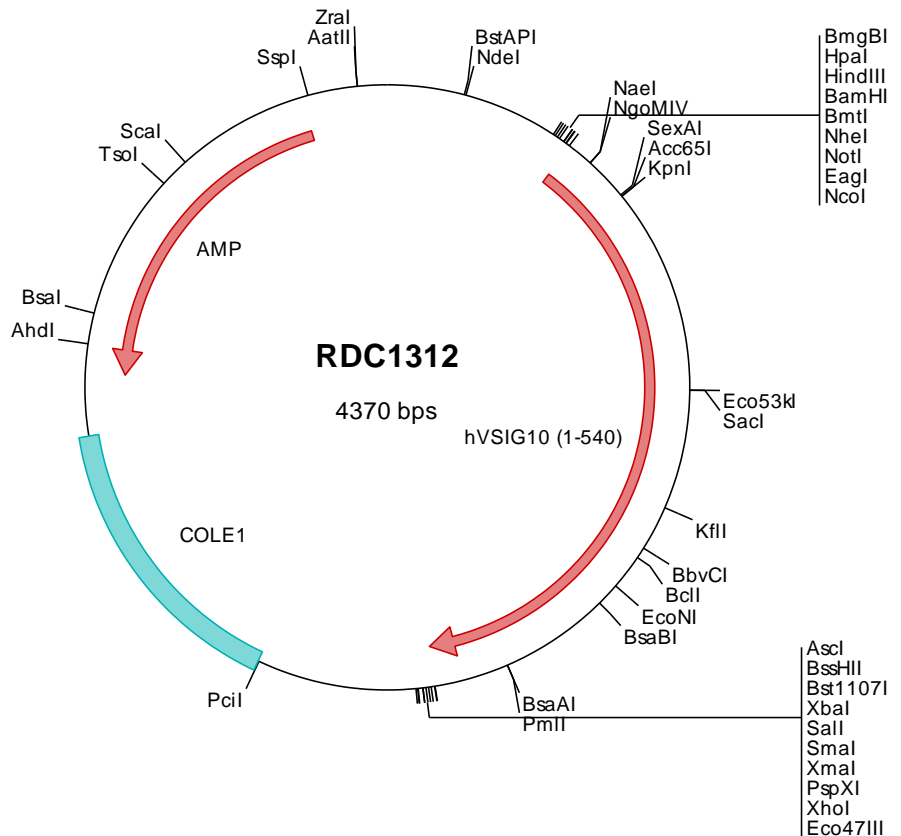 ZraI
AatII
SspI
BstAPI
NdeI
BmgBI
HpaI
HindIII
BamHI
BmtI
NheI
NotI
EagI
NcoI
NaeI
NgoMIV
SexAI
Acc65I
KpnI
ScaI
TsoI
AMP
BsaI
AhdI
RDC1312
4370 bps
hVSIG10 (1-540)
Eco53kI
SacI
COLE1
KflI
BbvCI
BclI
EcoNI
BsaBI
PciI
BsaAI
PmlI
AscI
BssHII
Bst1107I
XbaI
SalI
SmaI
XmaI
PspXI
XhoI
Eco47III